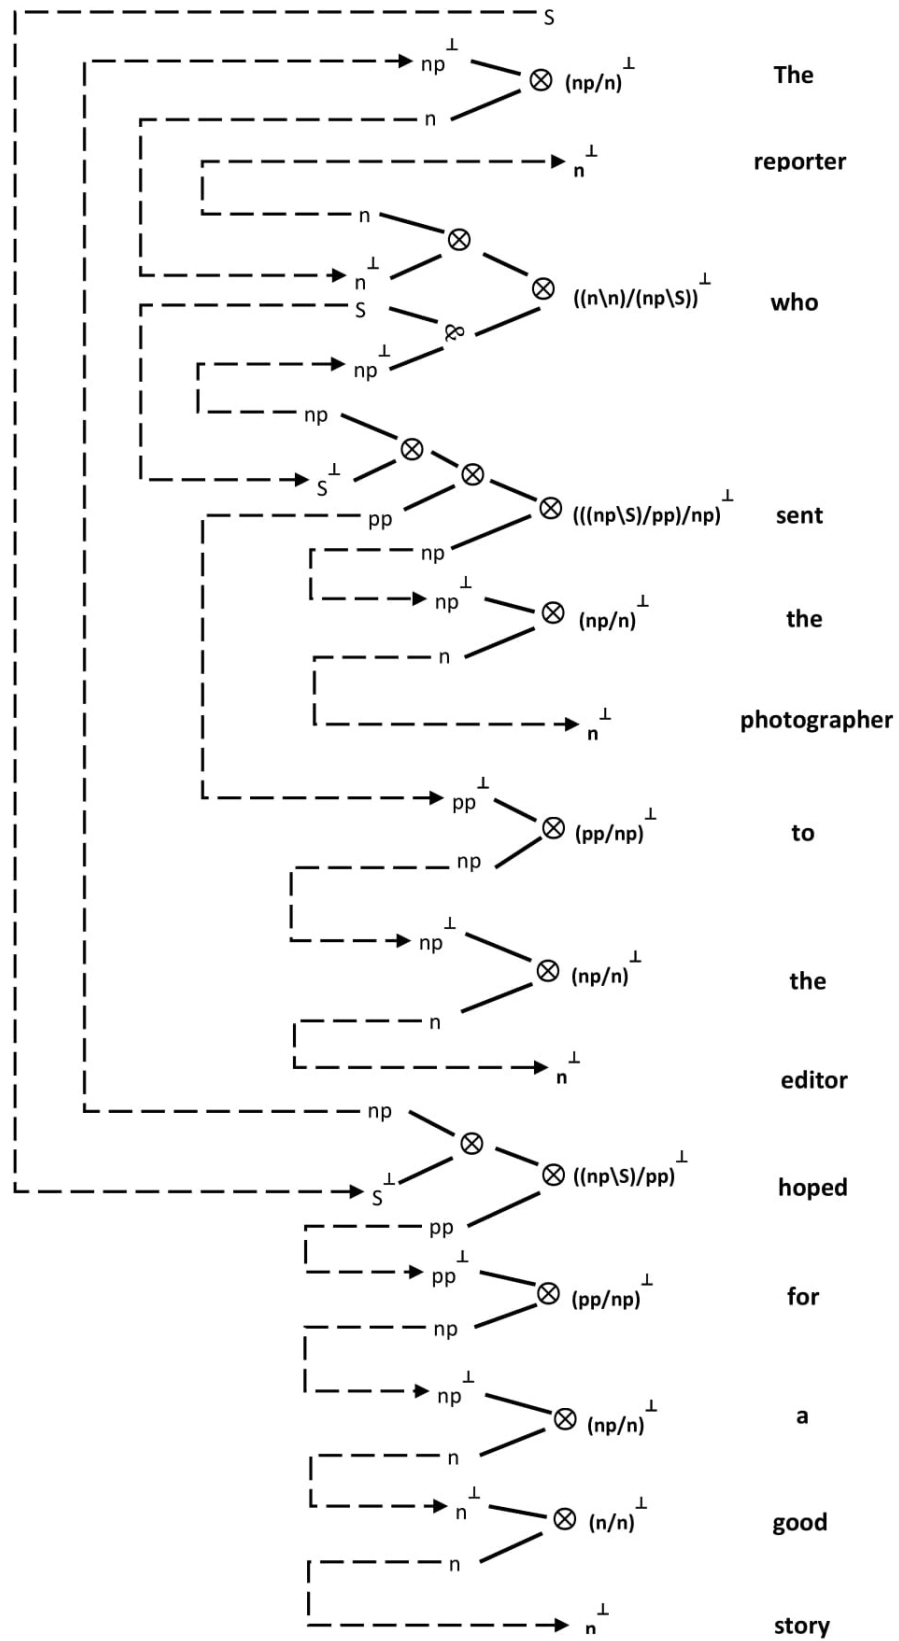 S
np⊥ ⊗ (np/n)⊥ The
n
n⊥ reporter
n ⊗
n⊥ ⊗ ((n\n)/(np\S))⊥ who
S ⅋
np⊥
np ⊗
S⊥ ⊗
pp ⊗ (((np\S)/pp)/np)⊥ sent
np
np⊥ ⊗ (np/n)⊥ the
n
n⊥ photographer
pp⊥ ⊗ (pp/np)⊥ to
np
np⊥ ⊗ (np/n)⊥ the
n
n⊥ editor
np ⊗
S⊥ ⊗ ((np\S)/pp)⊥ hoped
pp
pp⊥ ⊗ (pp/np)⊥ for
np
np⊥ ⊗ (np/n)⊥ a
n
n⊥ ⊗ (n/n)⊥ good
n
n⊥ story